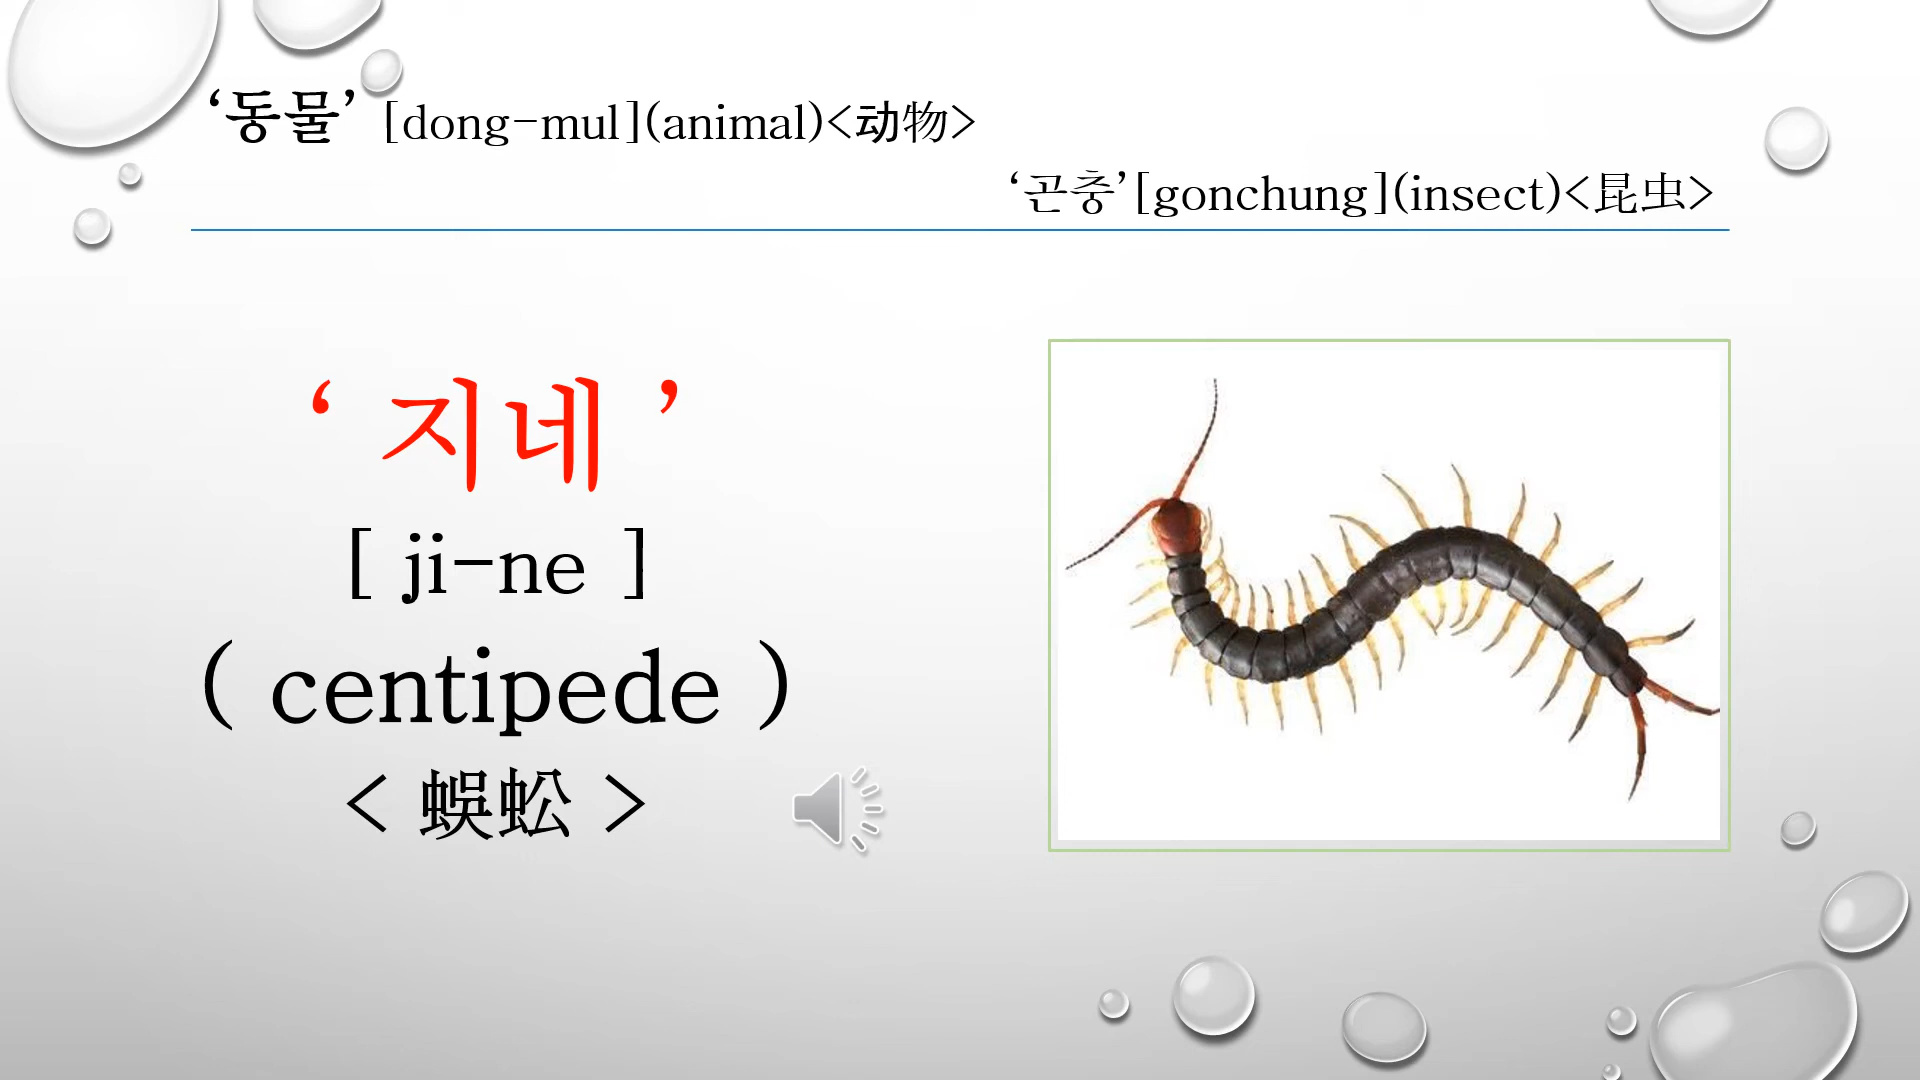 ‘동물’ [dong-mul](animal)<动物>
‘곤충’[gonchung](insect)<昆虫>
‘ 지네 ’
[ ji-ne ]
( centipede )
< 蜈蚣 >